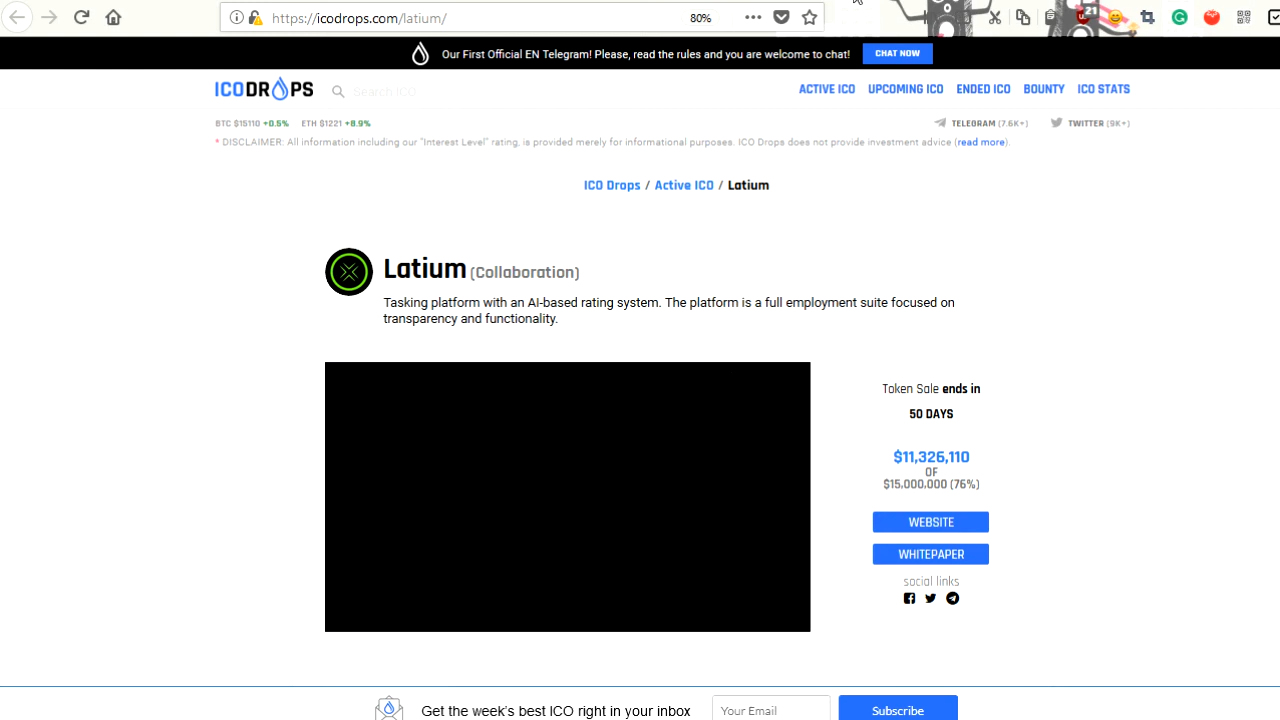 https://icodrops.com/latium/
80%
21
Our First Official EN Telegram! Please, read the rules and you are welcome to chat!
CHAT NOW
ICODROPS
Search ICO
ACTIVE ICO
UPCOMING ICO
ENDED ICO
BOUNTY
ICO STATS
BTC $15110 +0.5%
ETH $1221 +8.9%
TELEGRAM (7.6K+)
TWITTER (9K+)
* DISCLAIMER: All information including our "Interest Level" rating, is provided merely for informational purposes. ICO Drops does not provide investment advice (read more).
ICO Drops / Active ICO / Latium
Latium (Collaboration)
Tasking platform with an AI-based rating system. The platform is a full employment suite focused on
transparency and functionality.
Token Sale ends in
50 DAYS
$11,326,110
OF
$15,000,000 (76%)
WEBSITE
WHITEPAPER
social links
Get the week's best ICO right in your inbox
Your Email
Subscribe